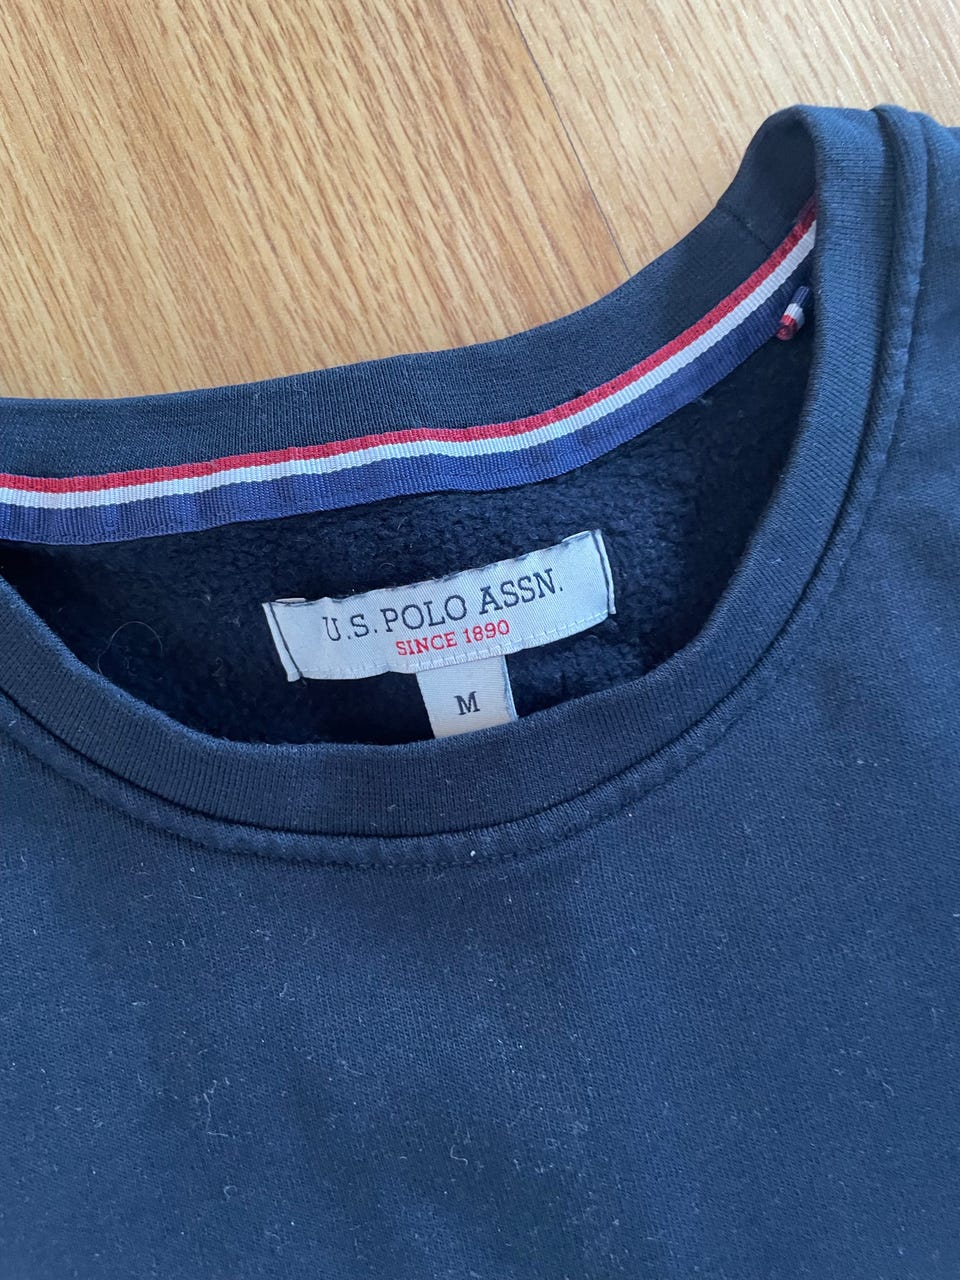 U.S. POLO ASSN.
SINCE 1890
M